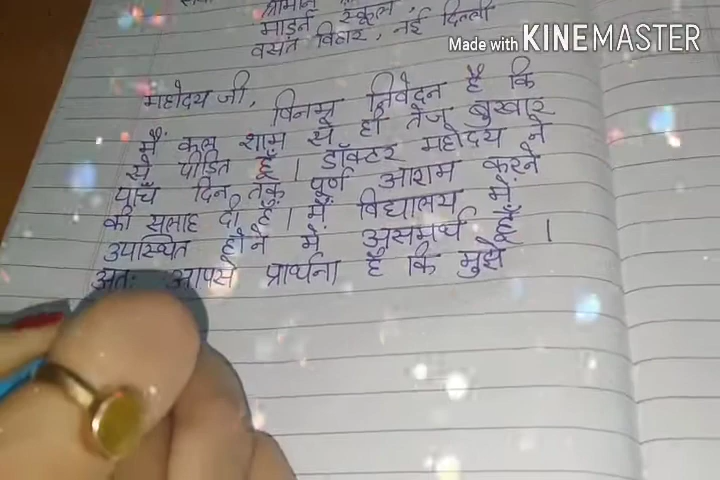 श्रीमान
मार्डन स्कूल,
वसंत विहार, नई दिल्ली
Made with KINEMASTER
महोदय जी,
विनम्र निवेदन है कि
मैं कल शाम से ही तेज बुखार
से पीडित हूँ। डॉक्टर महोदय ने
पाँच दिन तक पूर्ण आराम करने
की सलाह दी है। मैं विद्यालय में
उपस्थित होने में असमर्थ हूँ।
अतः आपसे प्रार्थना है कि मुझे